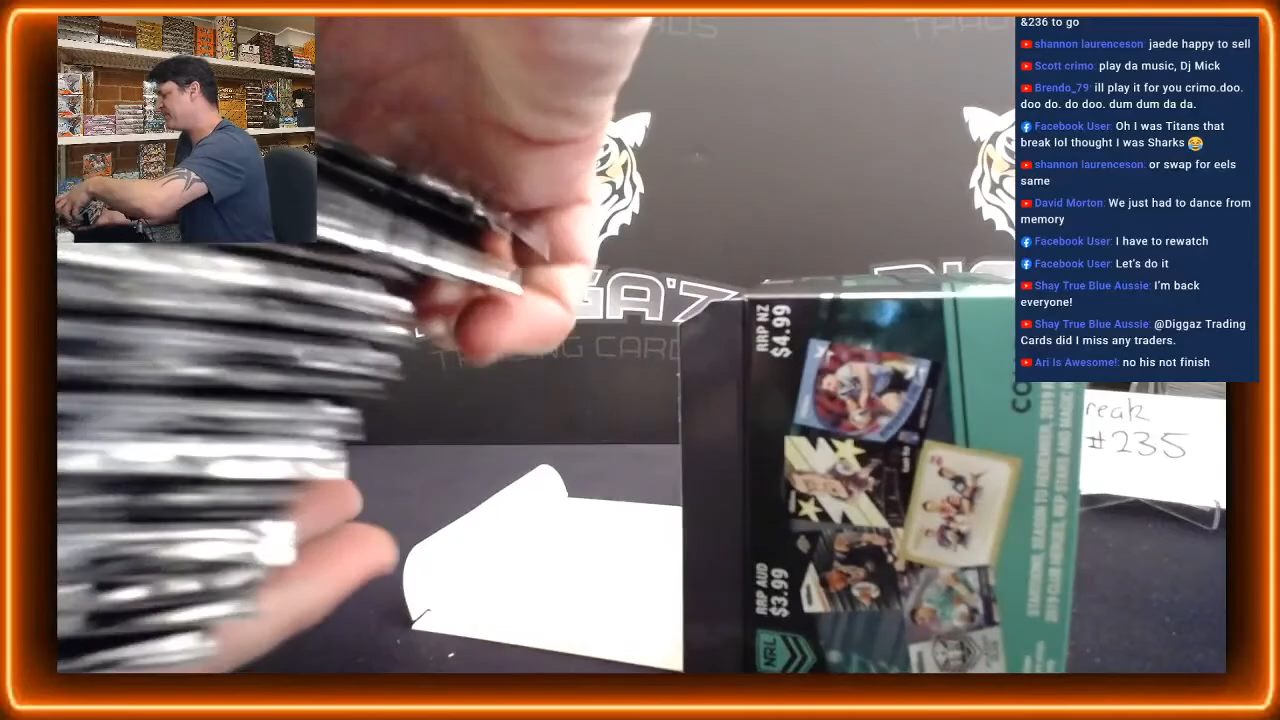 &236 to go
shannon laurenceson: jaede happy to sell
Scott crimo: play da music, Dj Mick
Brendo_79: ill play it for you crimo.doo.
doo do. do doo. dum dum da da.
Facebook User: Oh I was Titans that
break lol thought I was Sharks 😂
shannon laurenceson: or swap for eels
same
David Morton: We just had to dance from
memory
Facebook User: I have to rewatch
Facebook User: Let's do it
Shay True Blue Aussie: I'm back
everyone!
Shay True Blue Aussie: @Diggaz Trading
Cards did I miss any traders.
Ari Is Awesome!: no his not finish
reak
#235
RRP NZ
$4.99
RRP AUD
$3.99
NRL
GA'Z
DIG
NG CARD